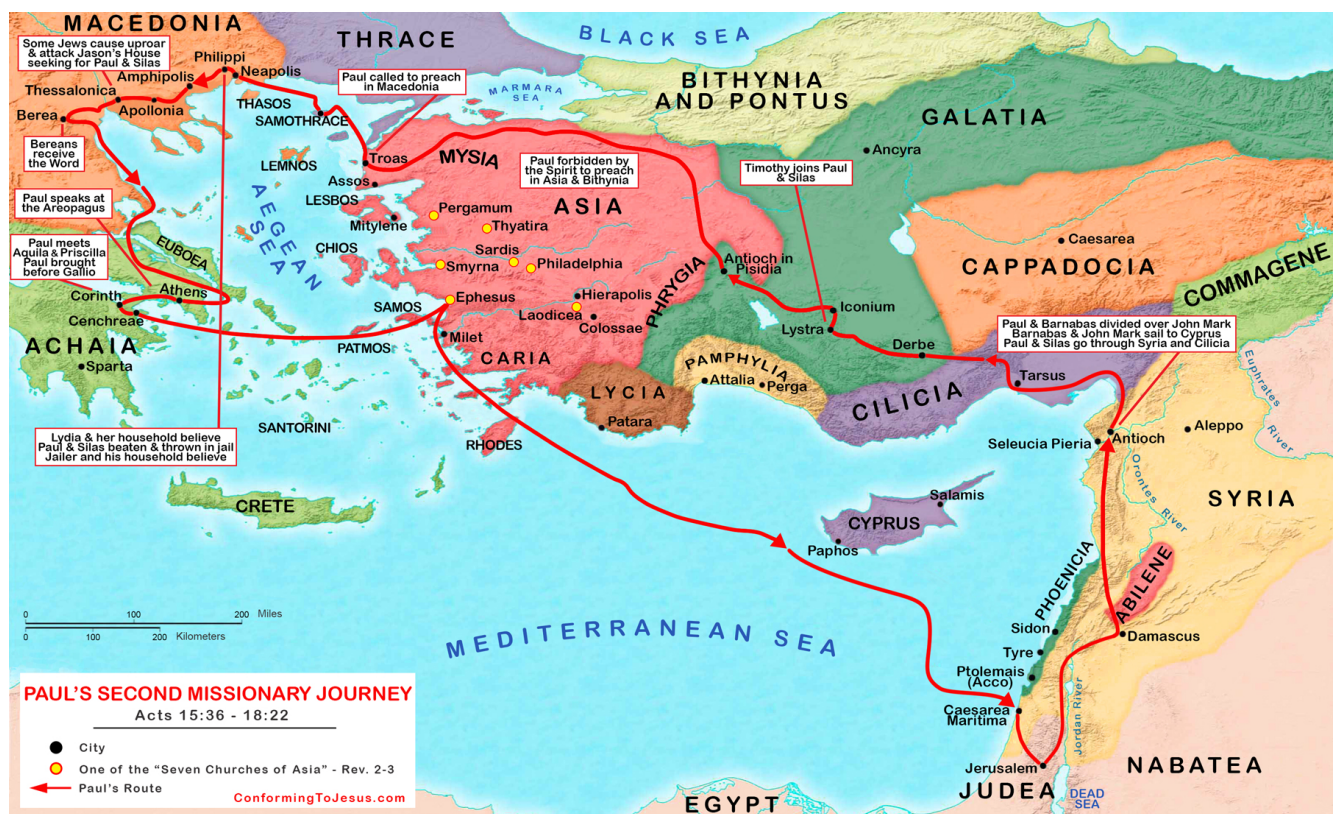 MACEDONIA
THRACE
BLACK SEA
BITHYNIA
AND PONTUS
GALATIA
Some Jews cause uproar
& attack Jason's House
seeking for Paul & Silas
Philippi
Neapolis
Amphipolis
Thessalonica
Apollonia
Berea
Bereans
receive
the Word
THASOS
SAMOTHRACE
Paul called to preach
in Macedonia
MARMARA
SEA
Ancyra
LEMNOS
Troas
MYSIA
Assos
LESBOS
Mitylene
Paul forbidden by
the Spirit to preach
in Asia & Bithynia
ASIA
Timothy joins Paul
& Silas
Paul speaks at
the Areopagus
AEGEAN
SEA
Pergamum
Thyatira
Sardis
Smyrna
Philadelphia
CHIOS
EUBOEA
Paul meets
Aquila & Priscilla
Paul brought
before Gallio
Athens
Corinth
Cenchreae
ACHAIA
Sparta
SAMOS
Ephesus
Hierapolis
Laodicea
Colossae
Milet
PATMOS
CARIA
PHRYGIA
Antioch in
Pisidia
Caesarea
CAPPADOCIA
COMMAGENE
Iconium
Lystra
Derbe
Paul & Barnabas divided over John Mark
Barnabas & John Mark sail to Cyprus
Paul & Silas go through Syria and Cilicia
PAMPHYLIA
Attalia
Perga
LYCIA
Patara
CILICIA
Tarsus
Euphrates
River
Seleucia Pieria
Antioch
Aleppo
Orontes
River
SYRIA
Lydia & her household believe
Paul & Silas beaten & thrown in jail
Jailer and his household believe
SANTORINI
RHODES
CRETE
Salamis
CYPRUS
Paphos
PHOENICIA
ABILENE
Damascus
Sidon
Tyre
Ptolemais
(Acco)
Caesarea
Maritima
Jordan River
Jerusalem
JUDEA
DEAD
SEA
NABATEA
EGYPT
MEDITERRANEAN SEA
0 100 200 Miles
0 100 200 Kilometers
PAUL'S SECOND MISSIONARY JOURNEY
Acts 15:36 - 18:22
City
One of the "Seven Churches of Asia" - Rev. 2-3
Paul's Route
ConformingToJesus.com